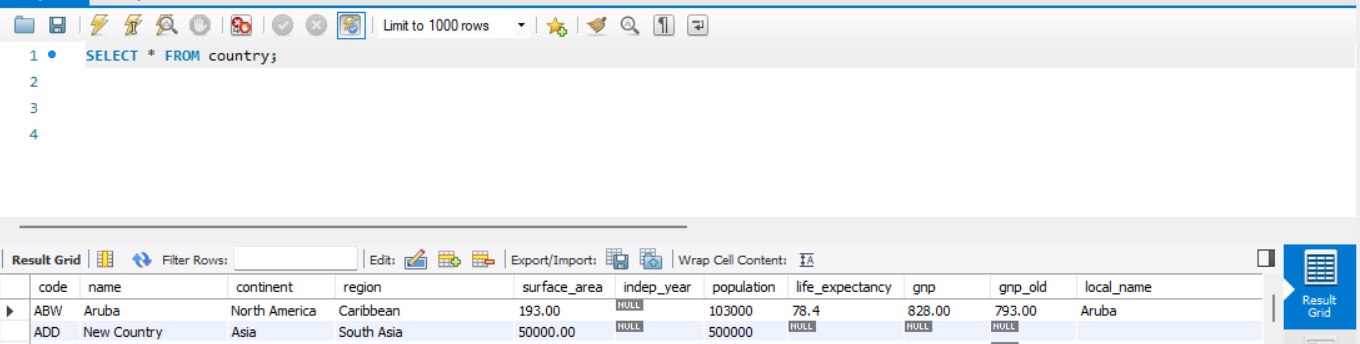 Limit to 1000 rows
1 SELECT * FROM country;
2
3
4
Result Grid Filter Rows: Edit: Export/Import: Wrap Cell Content:
code name continent region surface_area indep_year population life_expectancy gnp gnp_old local_name
ABW Aruba North America Caribbean 193.00 NULL 103000 78.4 828.00 793.00 Aruba
ADD New Country Asia South Asia 50000.00 NULL 500000 NULL NULL NULL
Result
Grid